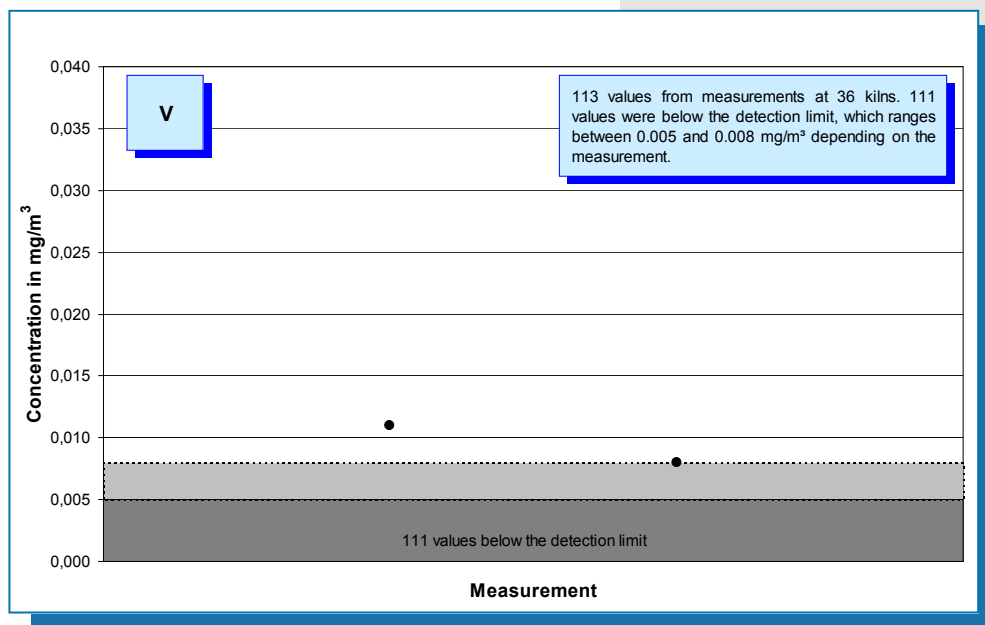 V
113 values from measurements at 36 kilns. 111
values were below the detection limit, which ranges
between 0.005 and 0.008 mg/m³ depending on the
measurement.
Concentration in mg/m³
0,040
0,035
0,030
0,025
0,020
0,015
0,010
0,005
0,000
111 values below the detection limit
Measurement